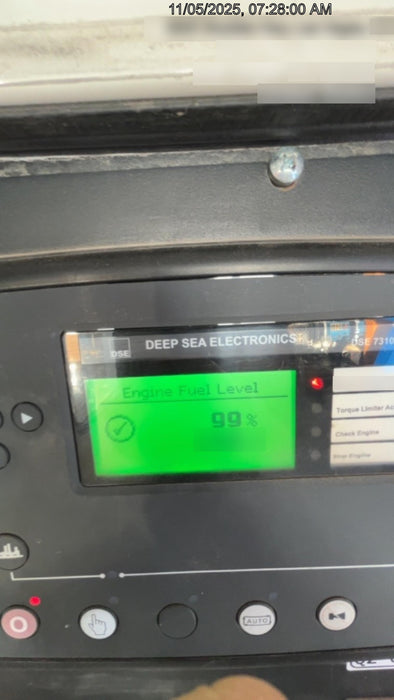 11/05/2025, 07:28:00 AM
DSE
DEEP SEA ELECTRONICS
DSE 7310
Engine Fuel Level
99 %
Torque Limiter Ac
Check Engine
Stop Engine
AUTO